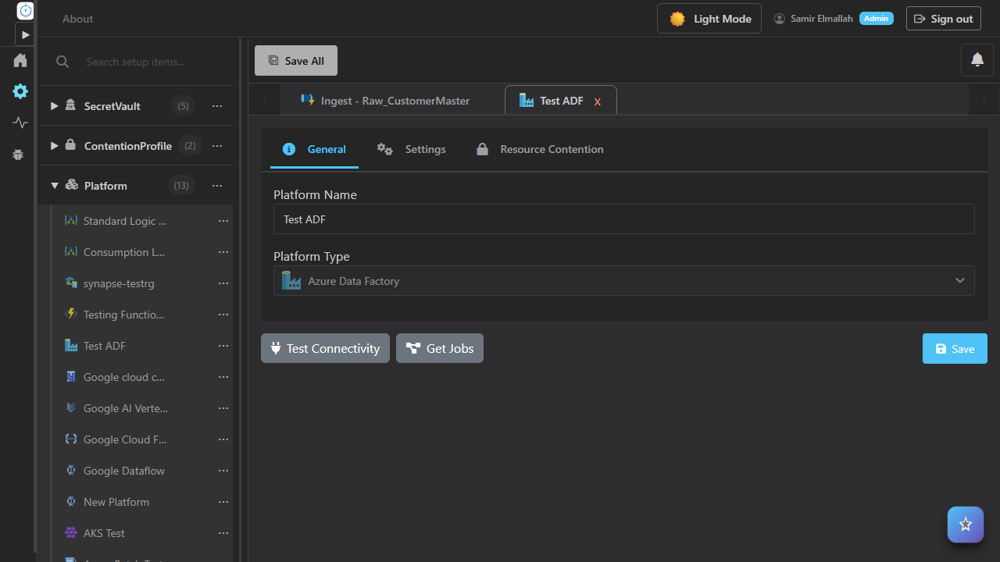 About
Light Mode
Samir Elmallah
Admin
Sign out
Search setup items...
Save All
SecretVault
(5)
Ingest - Raw_CustomerMaster
Test ADF
x
ContentionProfile
(2)
General
Settings
Resource Contention
Platform
(13)
Platform Name
Test ADF
Platform Type
Azure Data Factory
Standard Logic ...
Consumption L...
synapse-testrg
Testing Functio...
Test ADF
Google cloud c...
Google AI Verte...
Google Cloud F...
Google Dataflow
New Platform
AKS Test
Test Connectivity
Get Jobs
Save